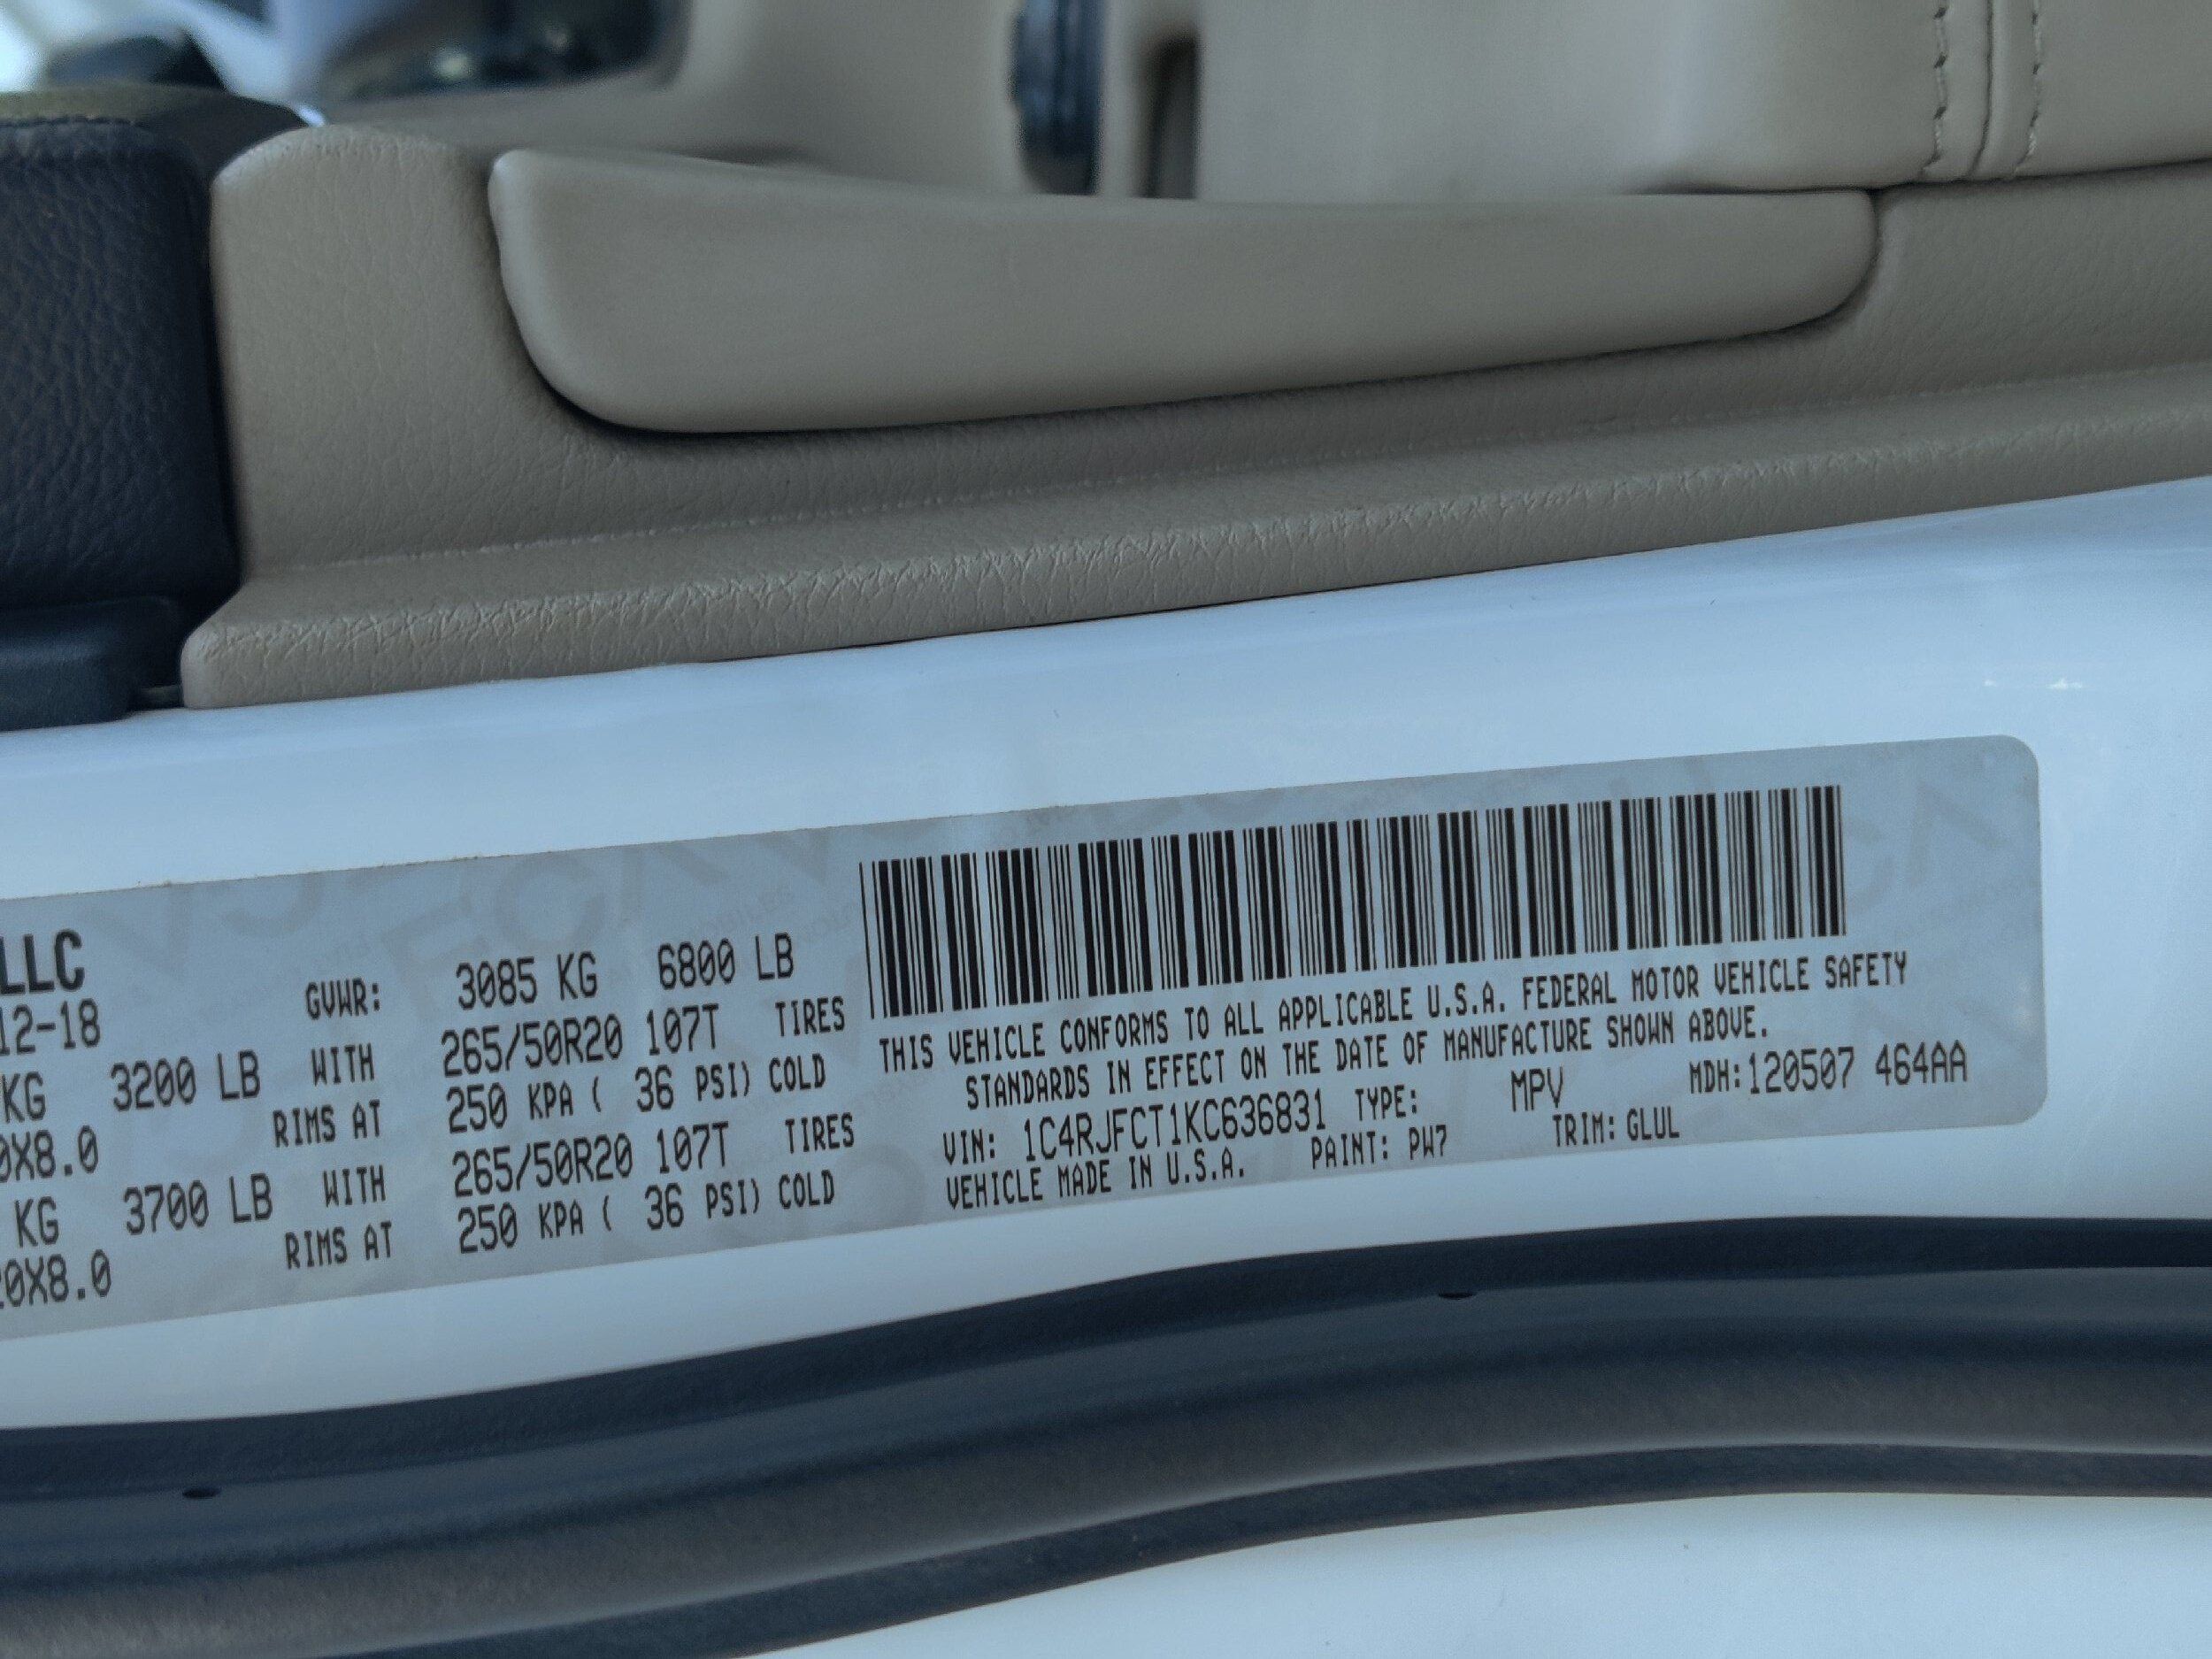 LLC
12-18
GVWR: 3085 KG 6800 LB
KG 3200 LB WITH 265/50R20 107T TIRES
0X8.0 RIMS AT 250 KPA ( 36 PSI) COLD
KG 3700 LB WITH 265/50R20 107T TIRES
20X8.0 RIMS AT 250 KPA ( 36 PSI) COLD
THIS VEHICLE CONFORMS TO ALL APPLICABLE U.S.A. FEDERAL MOTOR VEHICLE SAFETY
STANDARDS IN EFFECT ON THE DATE OF MANUFACTURE SHOWN ABOVE.
MDH:120507 464AA
VIN: 1C4RJFCT1KC636831 TYPE: MPV
VEHICLE MADE IN U.S.A. PAINT: PW7 TRIM: GLUL